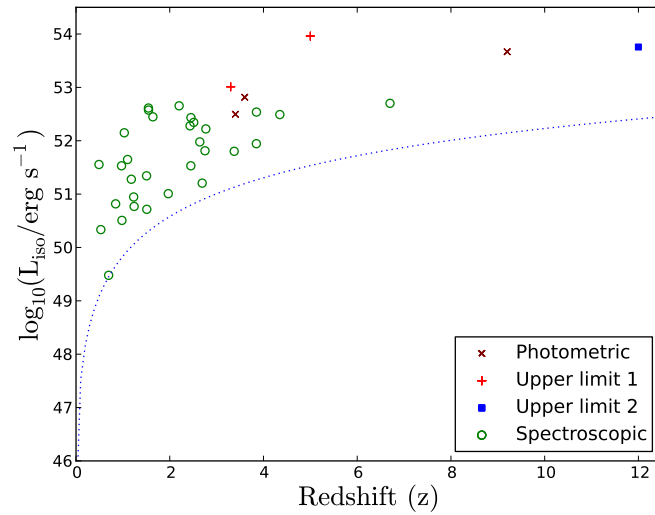 54
53
52
51
50
49
48
47
46
log₁₀(L_iso/erg s⁻¹)
0 2 4 6 8 10 12
Redshift (z)
Photometric
Upper limit 1
Upper limit 2
Spectroscopic